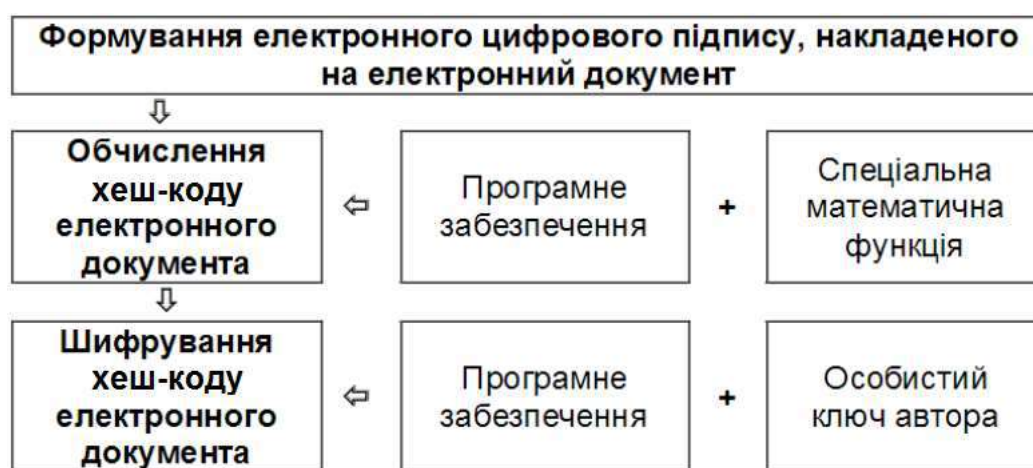 Формування електронного цифрового підпису, накладеного
на електронний документ
Обчислення
хеш-коду
електронного
документа
Програмне
забезпечення
+
Спеціальна
математична
функція
Шифрування
хеш-коду
електронного
документа
Програмне
забезпечення
+
Особистий
ключ автора